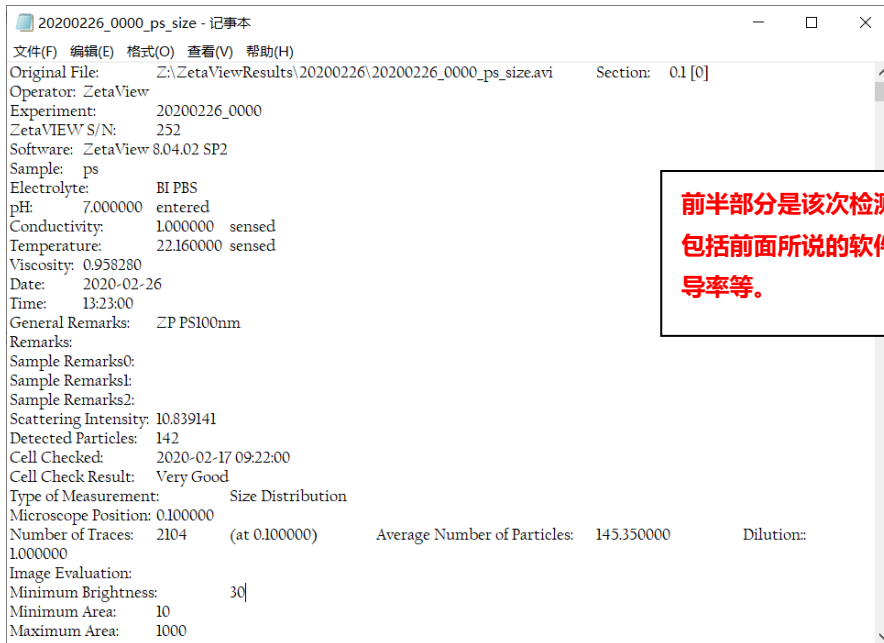 20200226_0000_ps_size - 记事本
文件(F) 编辑(E) 格式(O) 查看(V) 帮助(H)
Original File: Z:\ZetaViewResults\20200226\20200226_0000_ps_size.avi Section: 0.1 [0]
Operator: ZetaView
Experiment: 20200226_0000
ZetaVIEW S/N: 252
Software: ZetaView 8.04.02 SP2
Sample: ps
Electrolyte: BI PBS
pH: 7.000000 entered
Conductivity: 1.000000 sensed
Temperature: 22.160000 sensed
Viscosity: 0.958280
Date: 2020-02-26
Time: 13:23:00
General Remarks: ZP PS100nm
Remarks:
Sample Remarks0:
Sample Remarks1:
Sample Remarks2:
Scattering Intensity: 10.839141
Detected Particles: 142
Cell Checked: 2020-02-17 09:22:00
Cell Check Result: Very Good
Type of Measurement: Size Distribution
Microscope Position: 0.100000
Number of Traces: 2104 (at 0.100000) Average Number of Particles: 145.350000 Dilution::
1.000000
Image Evaluation:
Minimum Brightness: 30
Minimum Area: 10
Maximum Area: 1000
前半部分是该次检测
包括前面所说的软件
导率等。